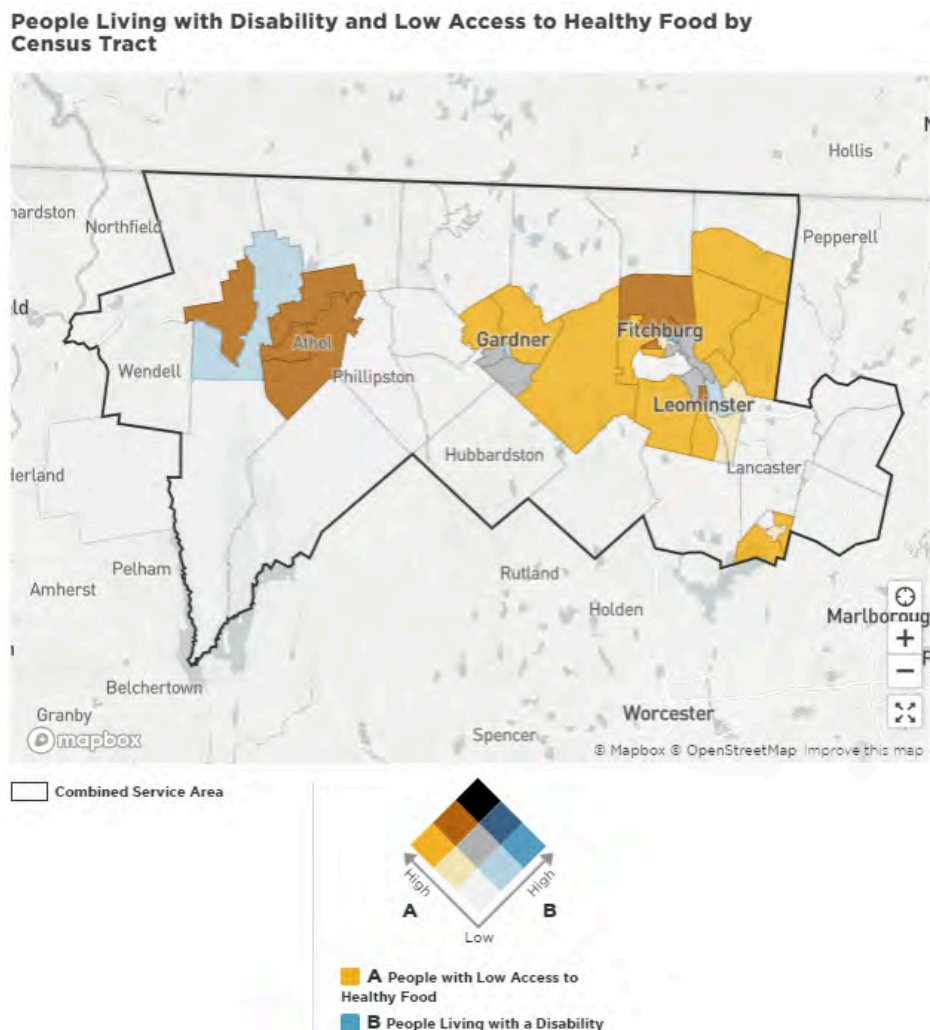 People Living with Disability and Low Access to Healthy Food by
Census Tract
Hollis
nardston
Northfield
Pepperell
ld
Gardner
Fitchburg
Athol
Wendell
Phillipston
Leominster
Hubbardston
Lancaster
Pelham
Rutland
Amherst
Holden
Marlboroug
Belchertown
Granby
Worcester
Spencer
mapbox
© Mapbox © OpenStreetMap Improve this map
Combined Service Area
High
High
A
B
Low
A People with Low Access to
Healthy Food
B People Living with a Disability